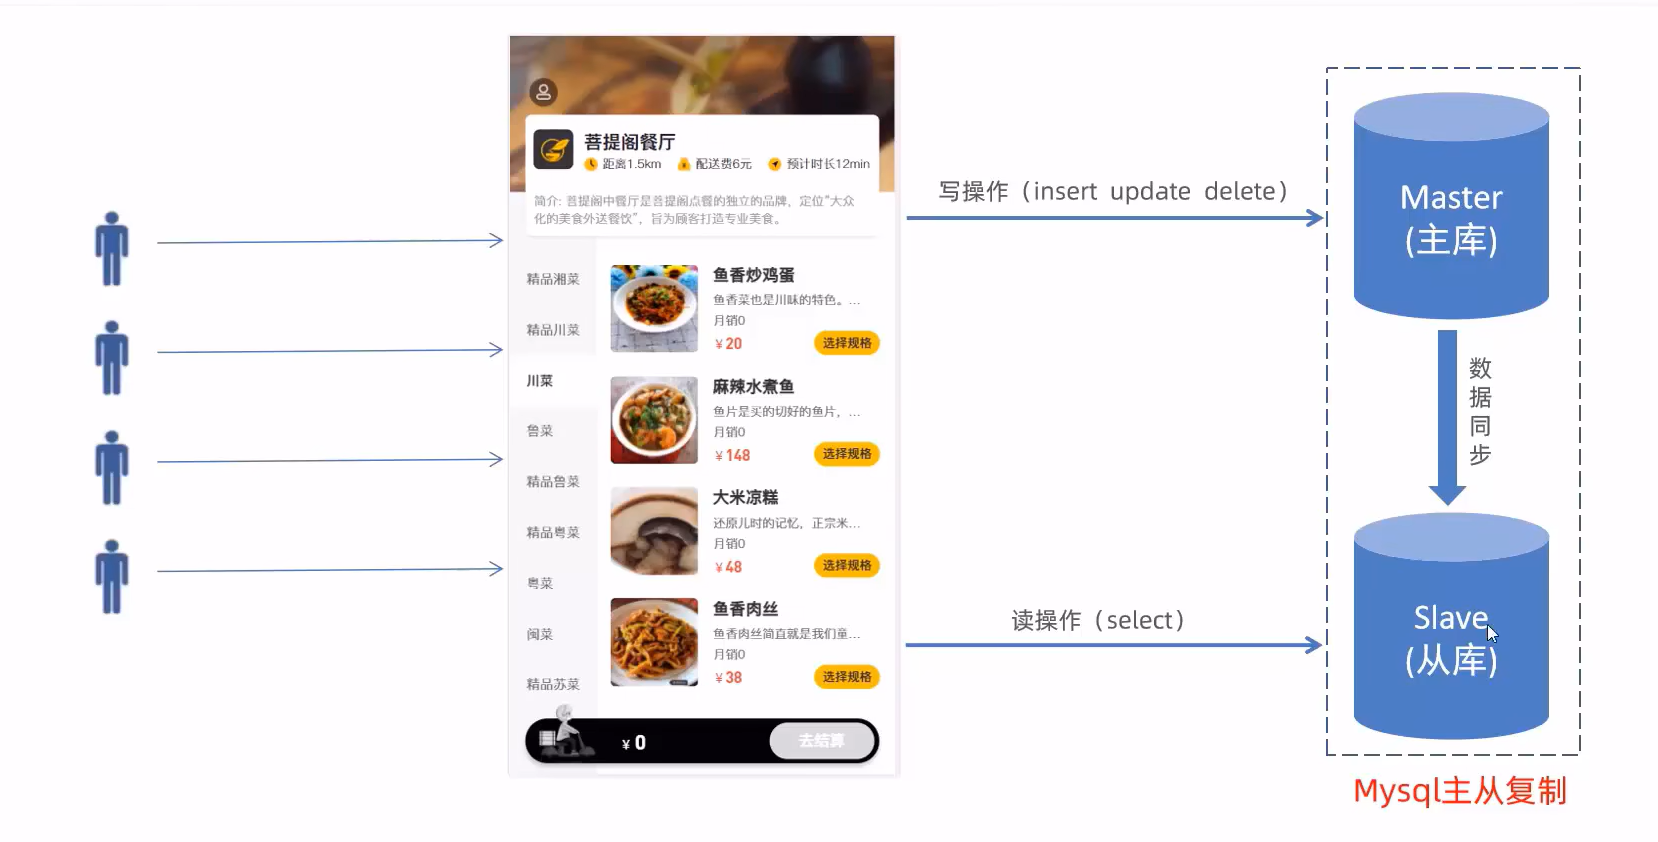 菩提阁餐厅
距离1.5km 配送费6元 预计时长12min
简介: 菩提阁中餐厅是菩提阁点餐的独立的品牌，定位“大众
化的美食外送餐饮”，旨为顾客打造专业美食。
精品湘菜
精品川菜
川菜
鲁菜
精品鲁菜
精品粤菜
粤菜
闽菜
精品苏菜
鱼香炒鸡蛋
鱼香菜也是川味的特色。...
月销0
¥20
选择规格
麻辣水煮鱼
鱼片是买的切好的鱼片，...
月销0
¥148
选择规格
大米凉糕
还原儿时的记忆，正宗米...
月销0
¥48
选择规格
鱼香肉丝
鱼香肉丝简直就是我们童...
月销0
¥38
选择规格
¥0
去结算
写操作（insert update delete）
读操作（select）
Master
(主库)
数据同步
Slave
(从库)
Mysql主从复制